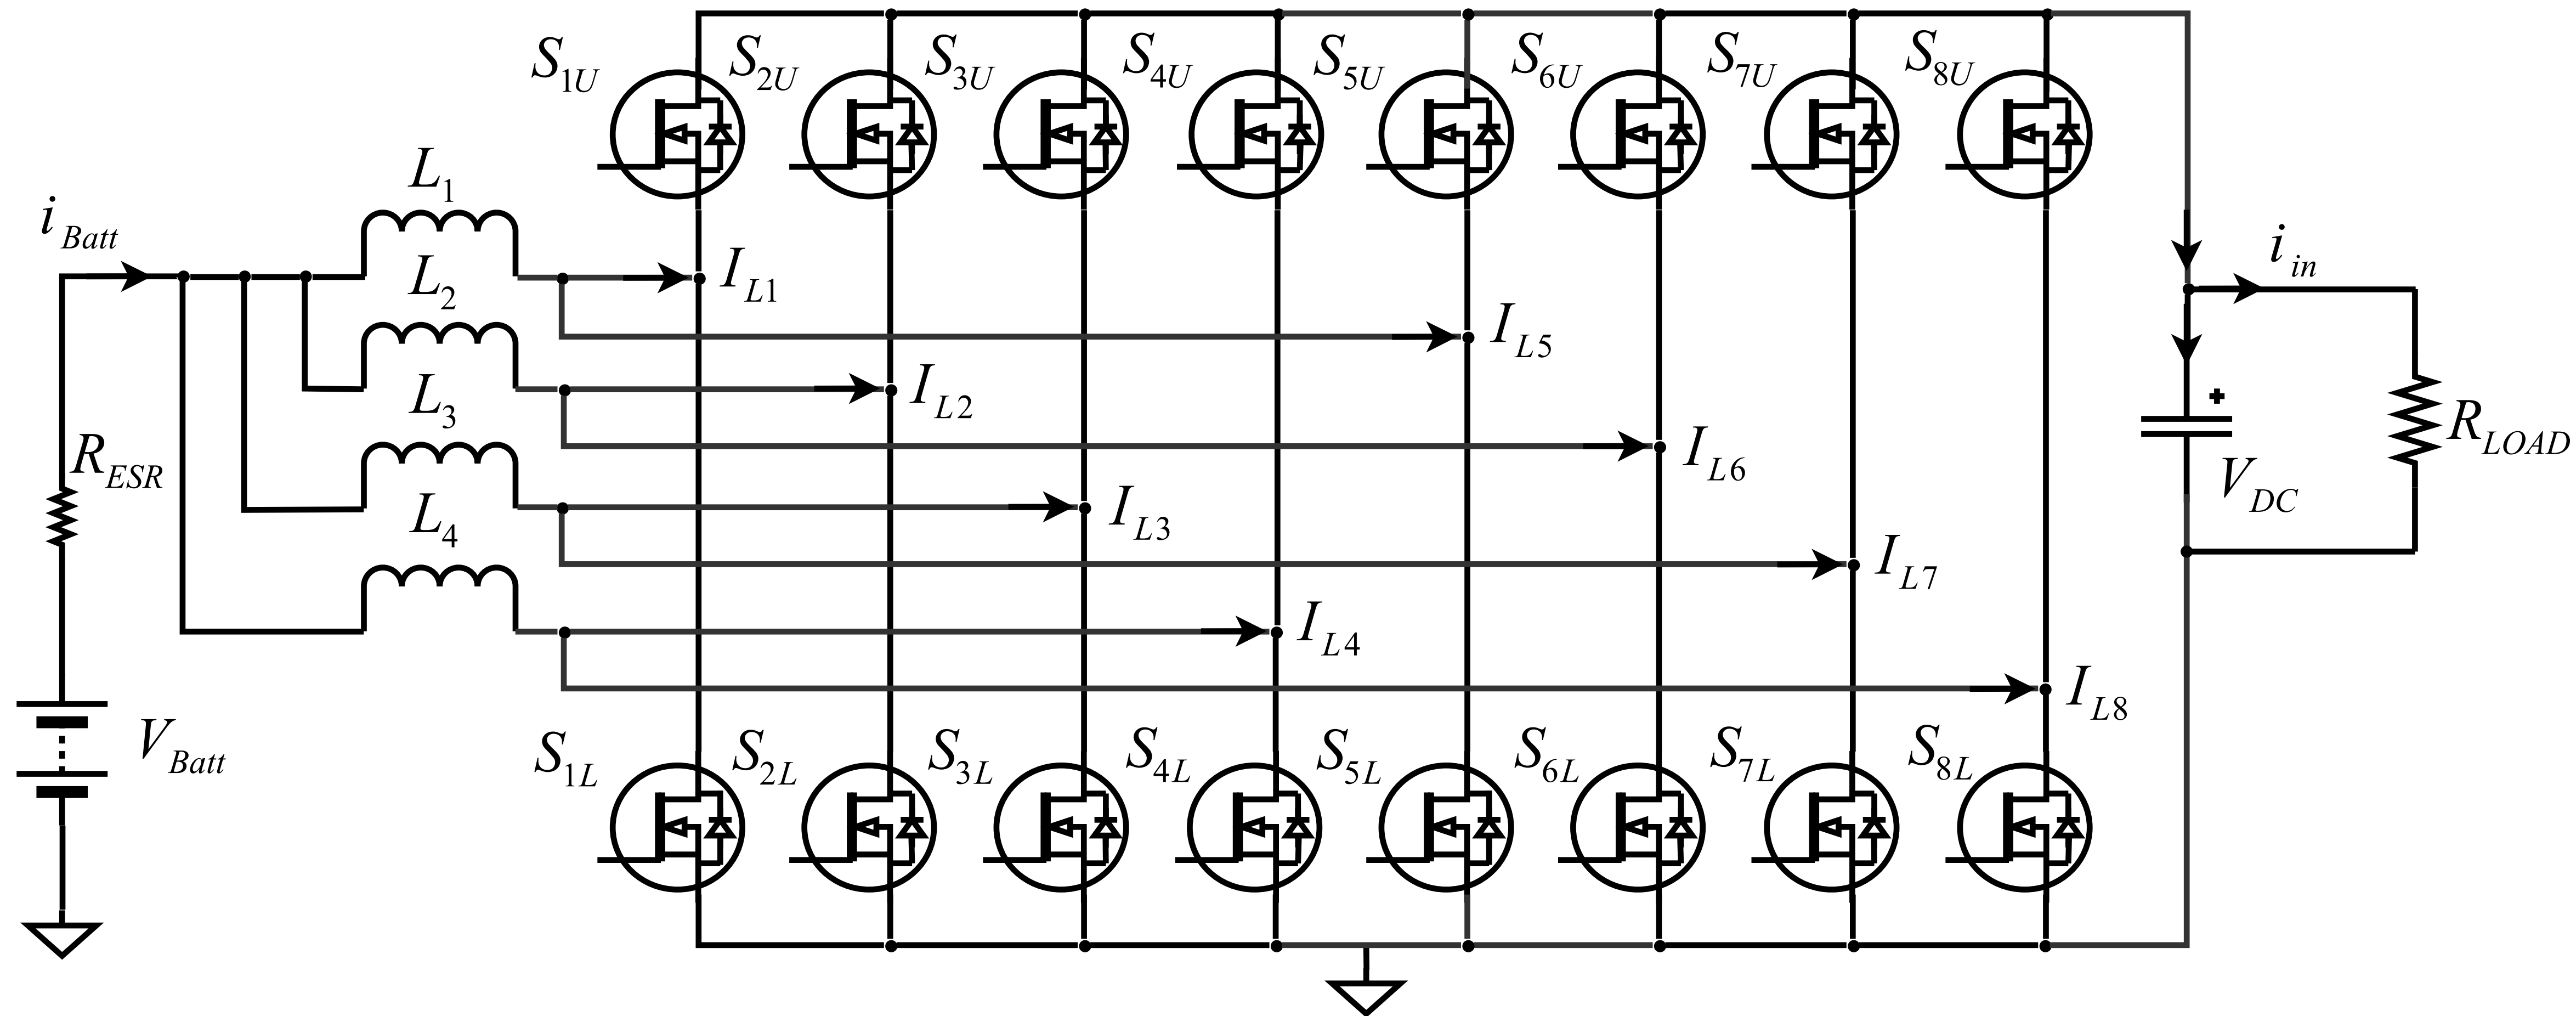 S1U
S2U
S3U
S4U
S5U
S6U
S7U
S8U
L1
iBatt
L2
IL1
iin
IL5
L3
IL2
RLOAD
RESR
IL6
VDC
L4
IL3
IL7
IL4
IL8
VBatt
S1L
S2L
S3L
S4L
S5L
S6L
S7L
S8L